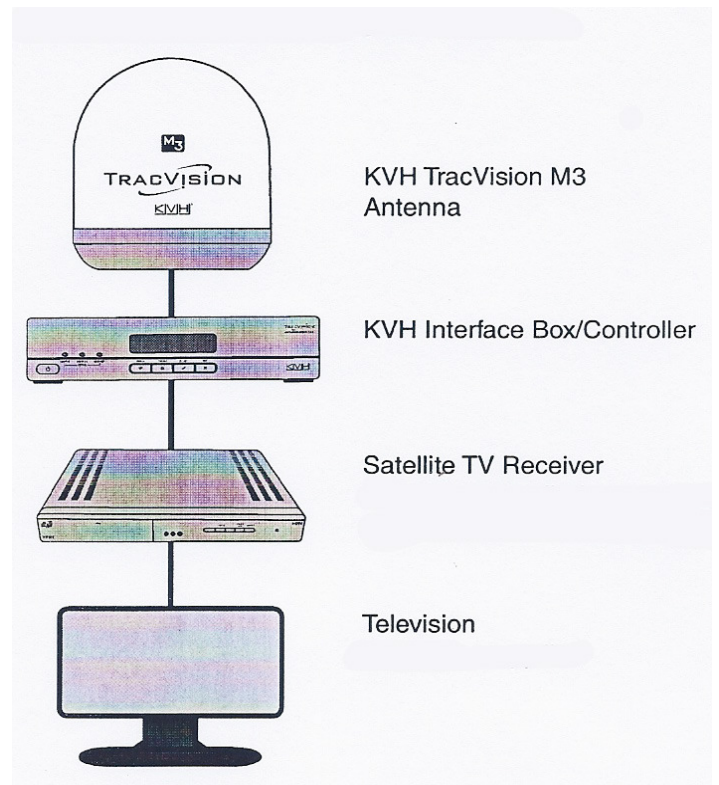 M3
TRACVISION
KVH
KVH TracVision M3
Antenna
KVH Interface Box/Controller
KVH
Satellite TV Receiver
Television